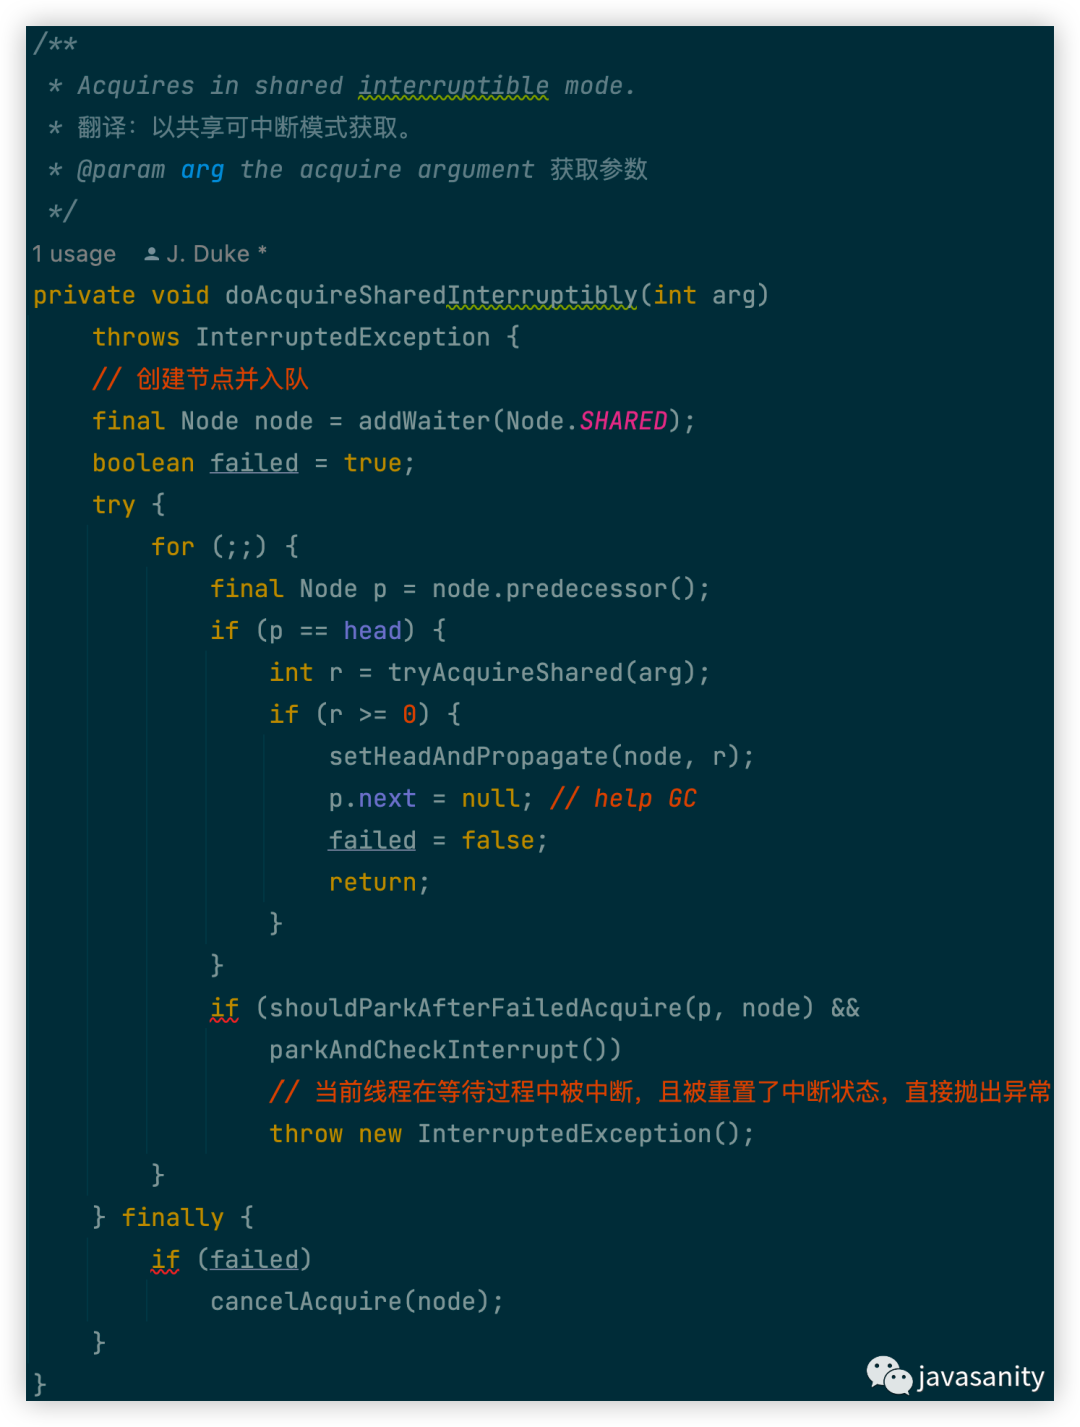 /**
 * Acquires in shared interruptible mode.
 * 翻译：以共享可中断模式获取。
 * @param arg the acquire argument 获取参数
 */
1 usage J. Duke *
private void doAcquireSharedInterruptibly(int arg)
    throws InterruptedException {
    // 创建节点并入队
    final Node node = addWaiter(Node.SHARED);
    boolean failed = true;
    try {
        for (;;) {
            final Node p = node.predecessor();
            if (p == head) {
                int r = tryAcquireShared(arg);
                if (r >= 0) {
                    setHeadAndPropagate(node, r);
                    p.next = null; // help GC
                    failed = false;
                    return;
                }
            }
            if (shouldParkAfterFailedAcquire(p, node) &&
                parkAndCheckInterrupt())
                // 当前线程在等待过程中被中断，且被重置了中断状态，直接抛出异常
                throw new InterruptedException();
        }
    } finally {
        if (failed)
            cancelAcquire(node);
    }
}
javasanity